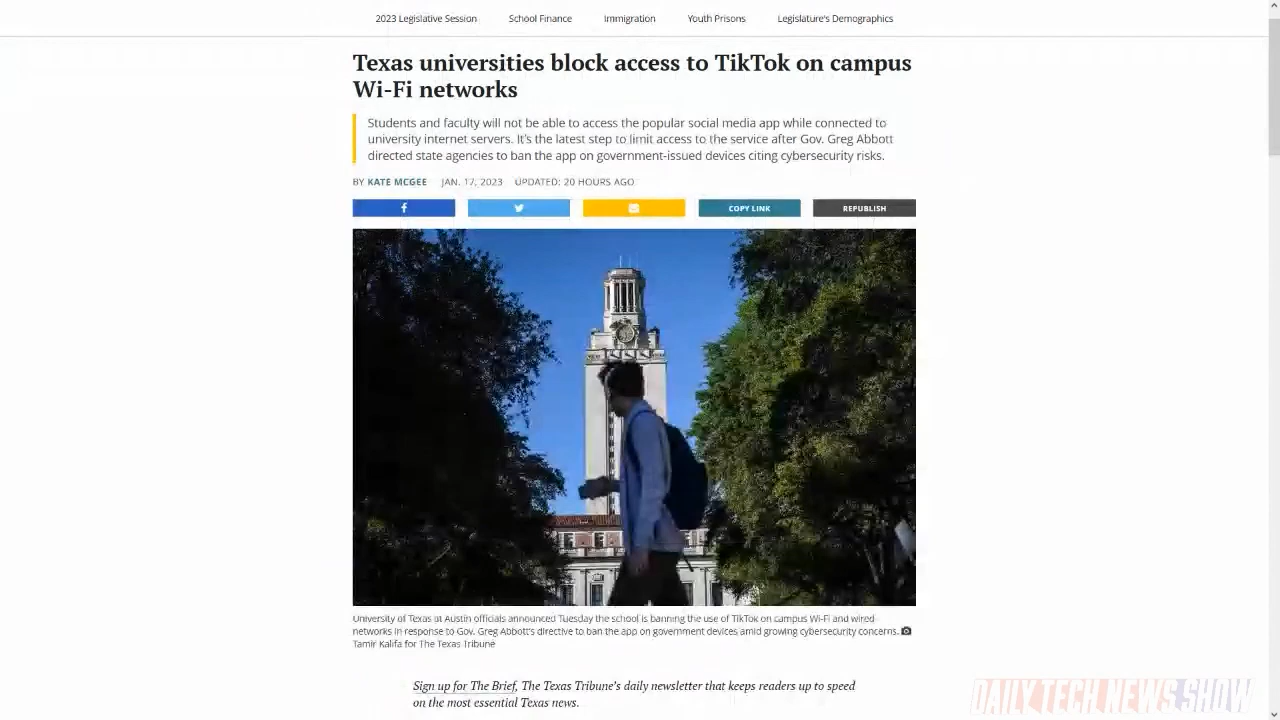 2023 Legislative Session School Finance Immigration Youth Prisons Legislature's Demographics
Texas universities block access to TikTok on campus
Wi-Fi networks
Students and faculty will not be able to access the popular social media app while connected to
university internet servers. It's the latest step to limit access to the service after Gov. Greg Abbott
directed state agencies to ban the app on government-issued devices citing cybersecurity risks.
BY KATE MCGEE JAN. 17, 2023 UPDATED: 20 HOURS AGO
COPY LINK REPUBLISH
University of Texas at Austin officials announced Tuesday the school is banning the use of TikTok on campus Wi-Fi and wired
networks in response to Gov. Greg Abbott's directive to ban the app on government devices amid growing cybersecurity concerns.
Tamir Kalifa for The Texas Tribune
Sign up for The Brief, The Texas Tribune's daily newsletter that keeps readers up to speed
on the most essential Texas news.
DAILY TECH NEWS SHOW